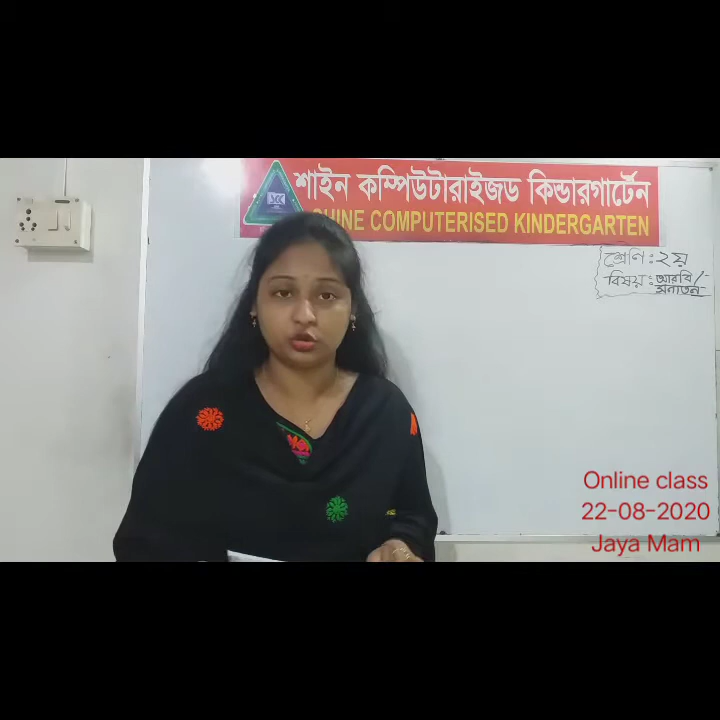 শাইন কম্পিউটারাইজড কিন্ডারগার্টেন
SHINE COMPUTERISED KINDERGARTEN
শ্রেণি : ২য়
বিষয় : আরবি/
সনাতন
Online class
22-08-2020
Jaya Mam